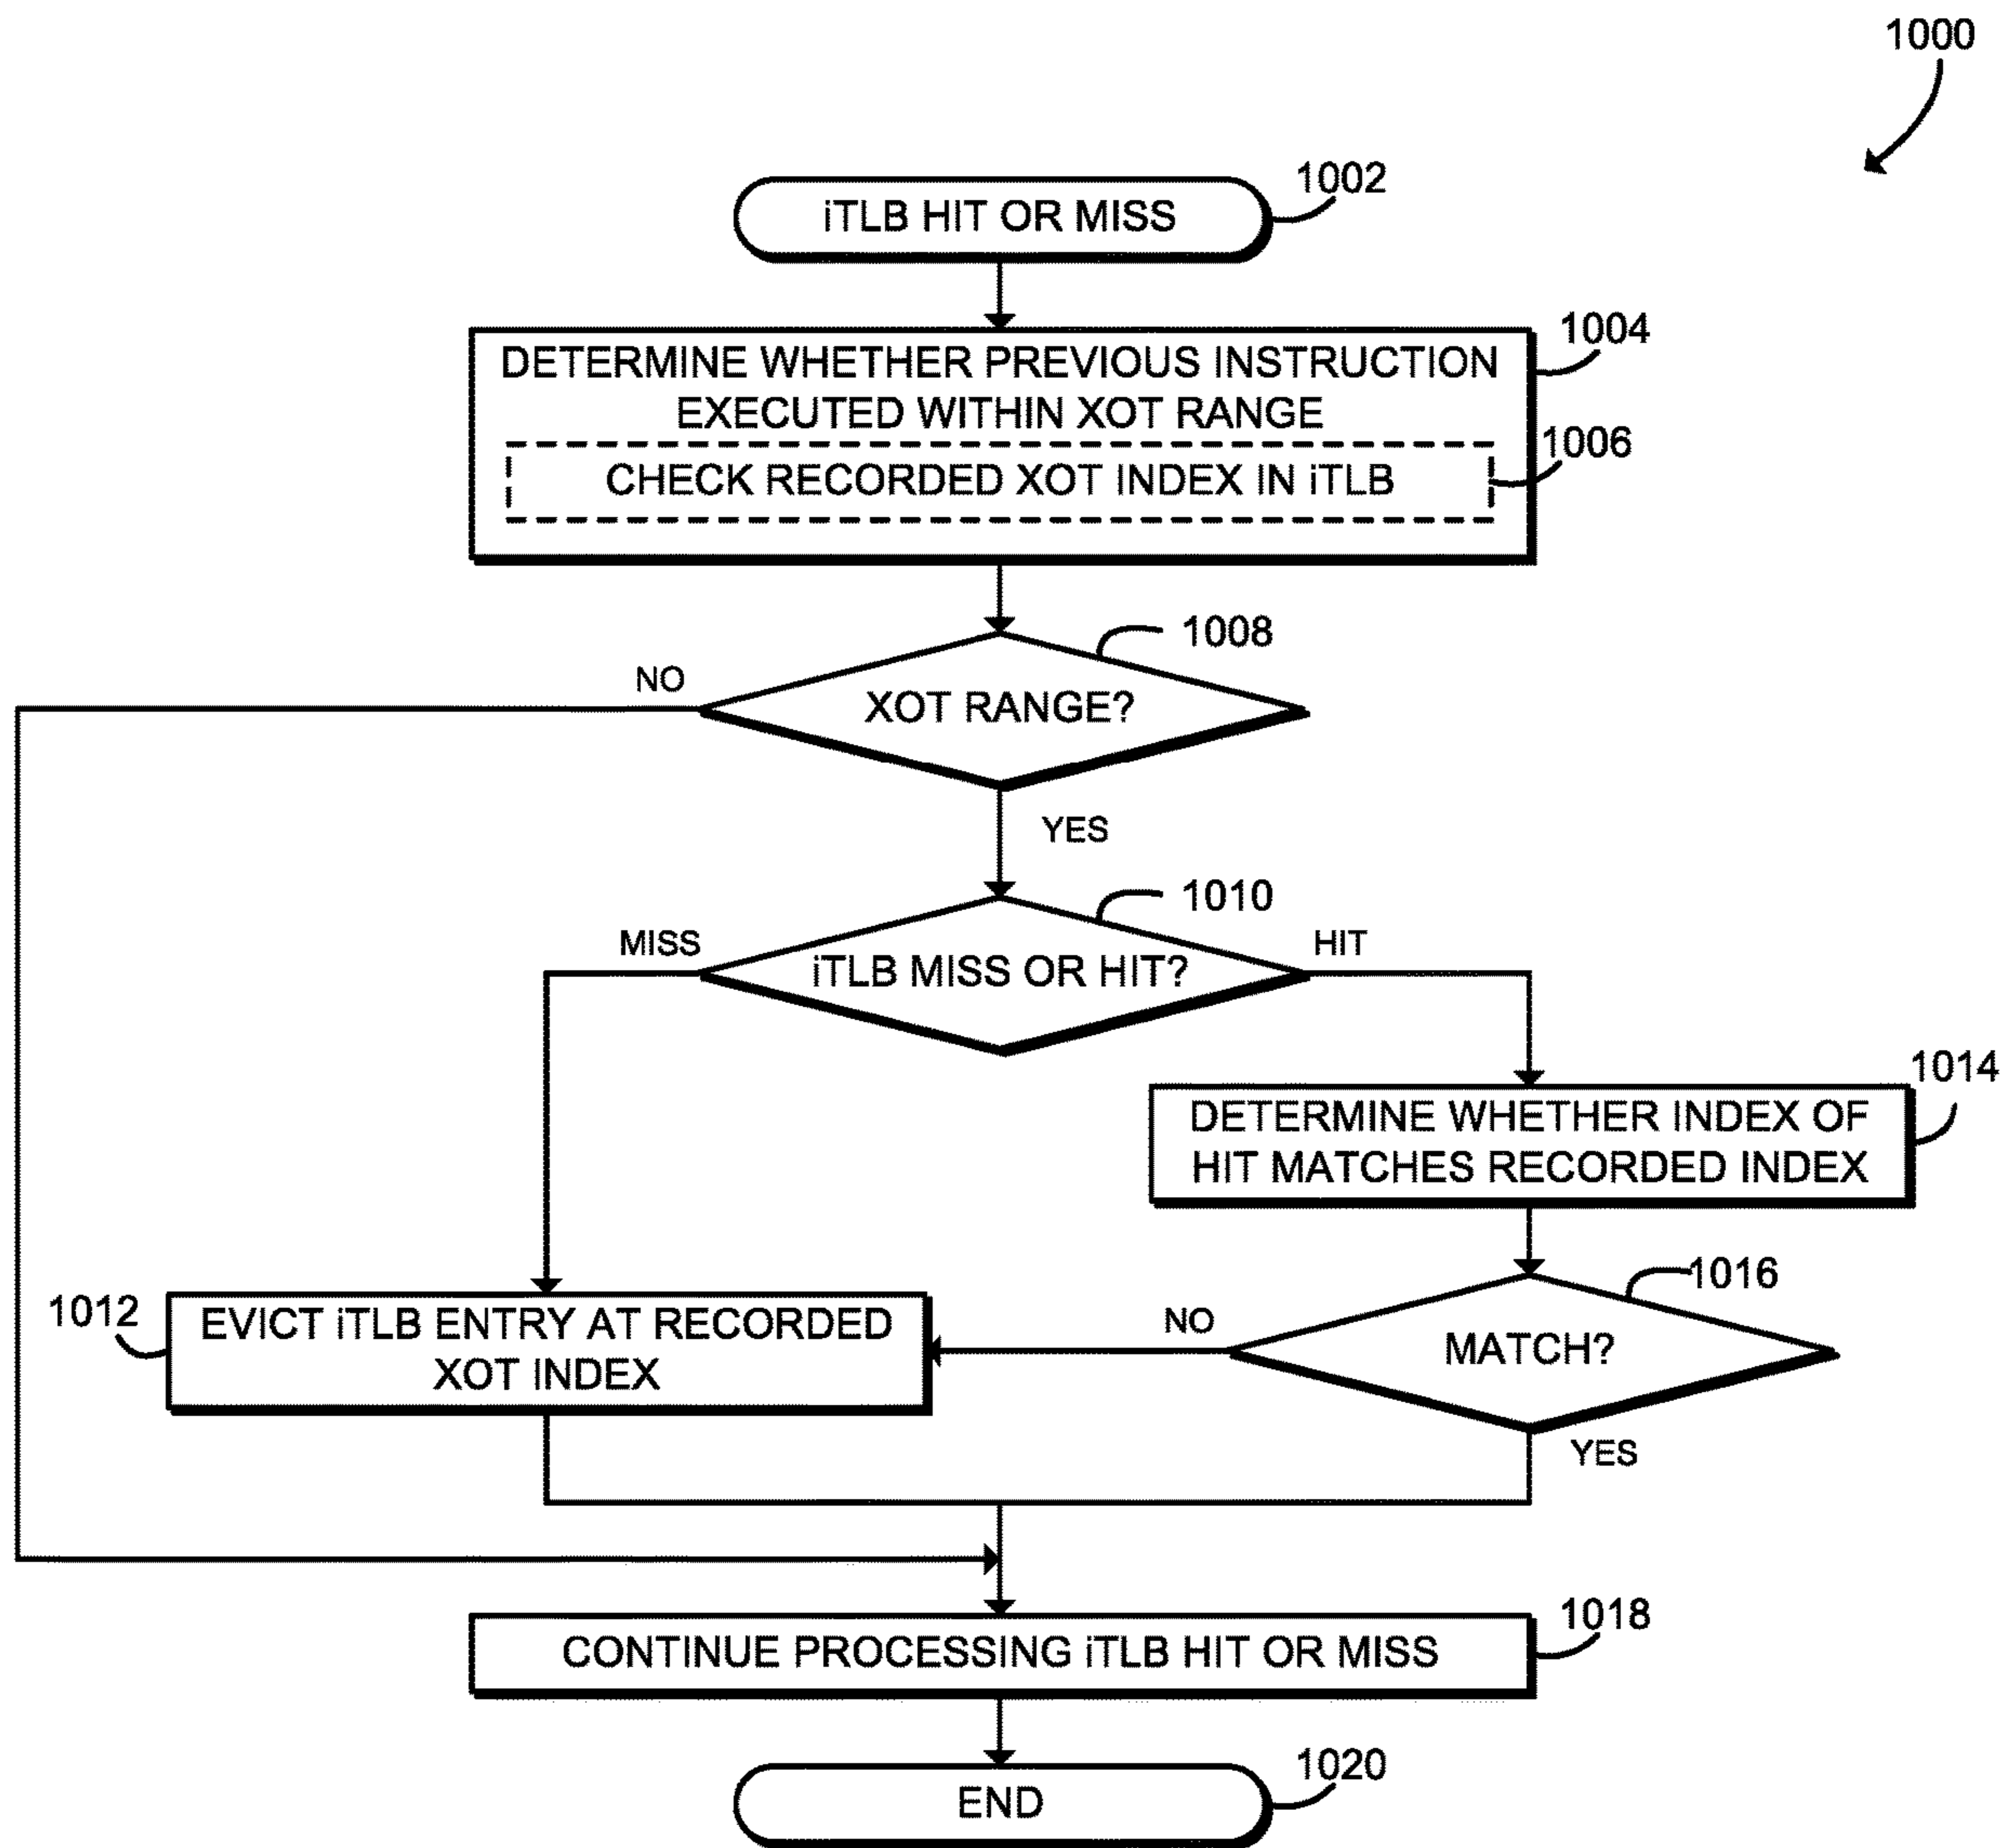 1000
iTLB HIT OR MISS
1002
DETERMINE WHETHER PREVIOUS INSTRUCTION
EXECUTED WITHIN XOT RANGE
1004
CHECK RECORDED XOT INDEX IN iTLB
1006
XOT RANGE?
1008
NO
YES
iTLB MISS OR HIT?
1010
MISS
HIT
DETERMINE WHETHER INDEX OF
HIT MATCHES RECORDED INDEX
1014
1012
EVICT iTLB ENTRY AT RECORDED
XOT INDEX
NO
MATCH?
1016
YES
CONTINUE PROCESSING iTLB HIT OR MISS
1018
END
1020